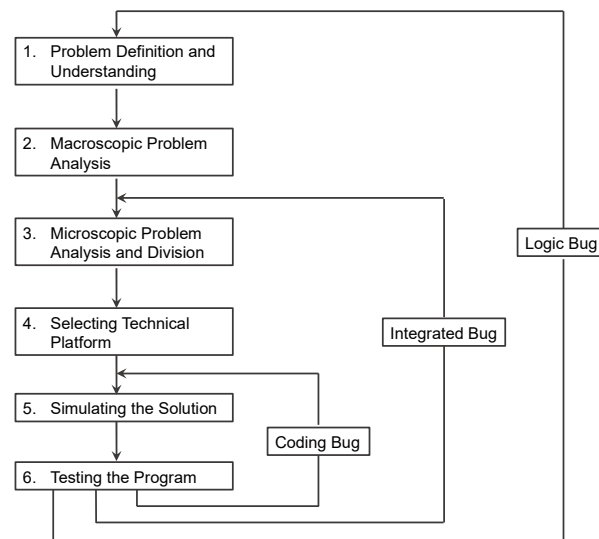 1. Problem Definition and
Understanding
2. Macroscopic Problem
Analysis
3. Microscopic Problem
Analysis and Division
Logic Bug
4. Selecting Technical
Platform
Integrated Bug
5. Simulating the Solution
Coding Bug
6. Testing the Program